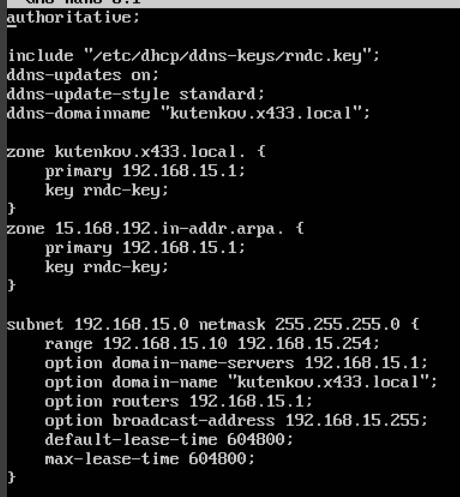 authoritative;
include "/etc/dhcp/ddns-keys/rndc.key";
ddns-updates on;
ddns-update-style standard;
ddns-domainname "kutenkov.x433.local";
zone kutenkov.x433.local. {
primary 192.168.15.1;
key rndc-key;
}
zone 15.168.192.in-addr.arpa. {
primary 192.168.15.1;
key rndc-key;
}
subnet 192.168.15.0 netmask 255.255.255.0 {
range 192.168.15.10 192.168.15.254;
option domain-name-servers 192.168.15.1;
option domain-name "kutenkov.x433.local";
option routers 192.168.15.1;
option broadcast-address 192.168.15.255;
default-lease-time 604800;
max-lease-time 604800;
}